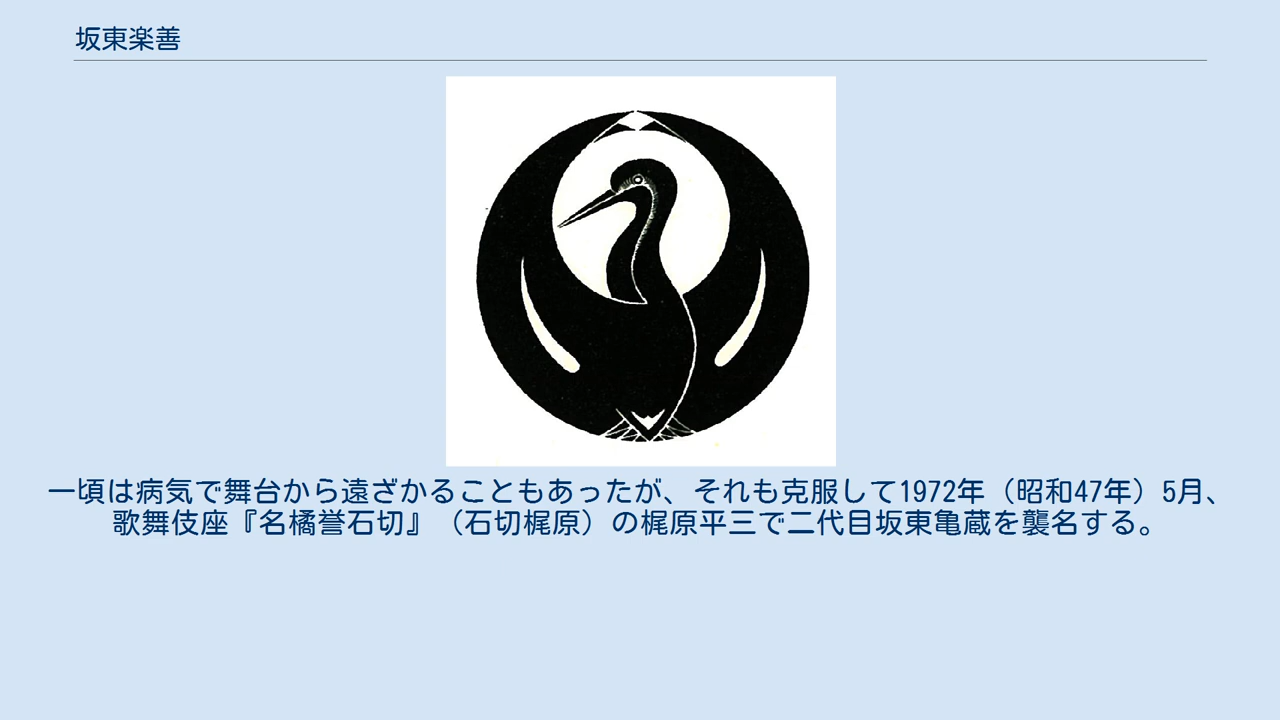 坂東楽善
一頃は病気で舞台から遠ざかることもあったが、それも克服して1972年（昭和47年）5月、
歌舞伎座『名橘誉石切』（石切梶原）の梶原平三で二代目坂東亀蔵を襲名する。